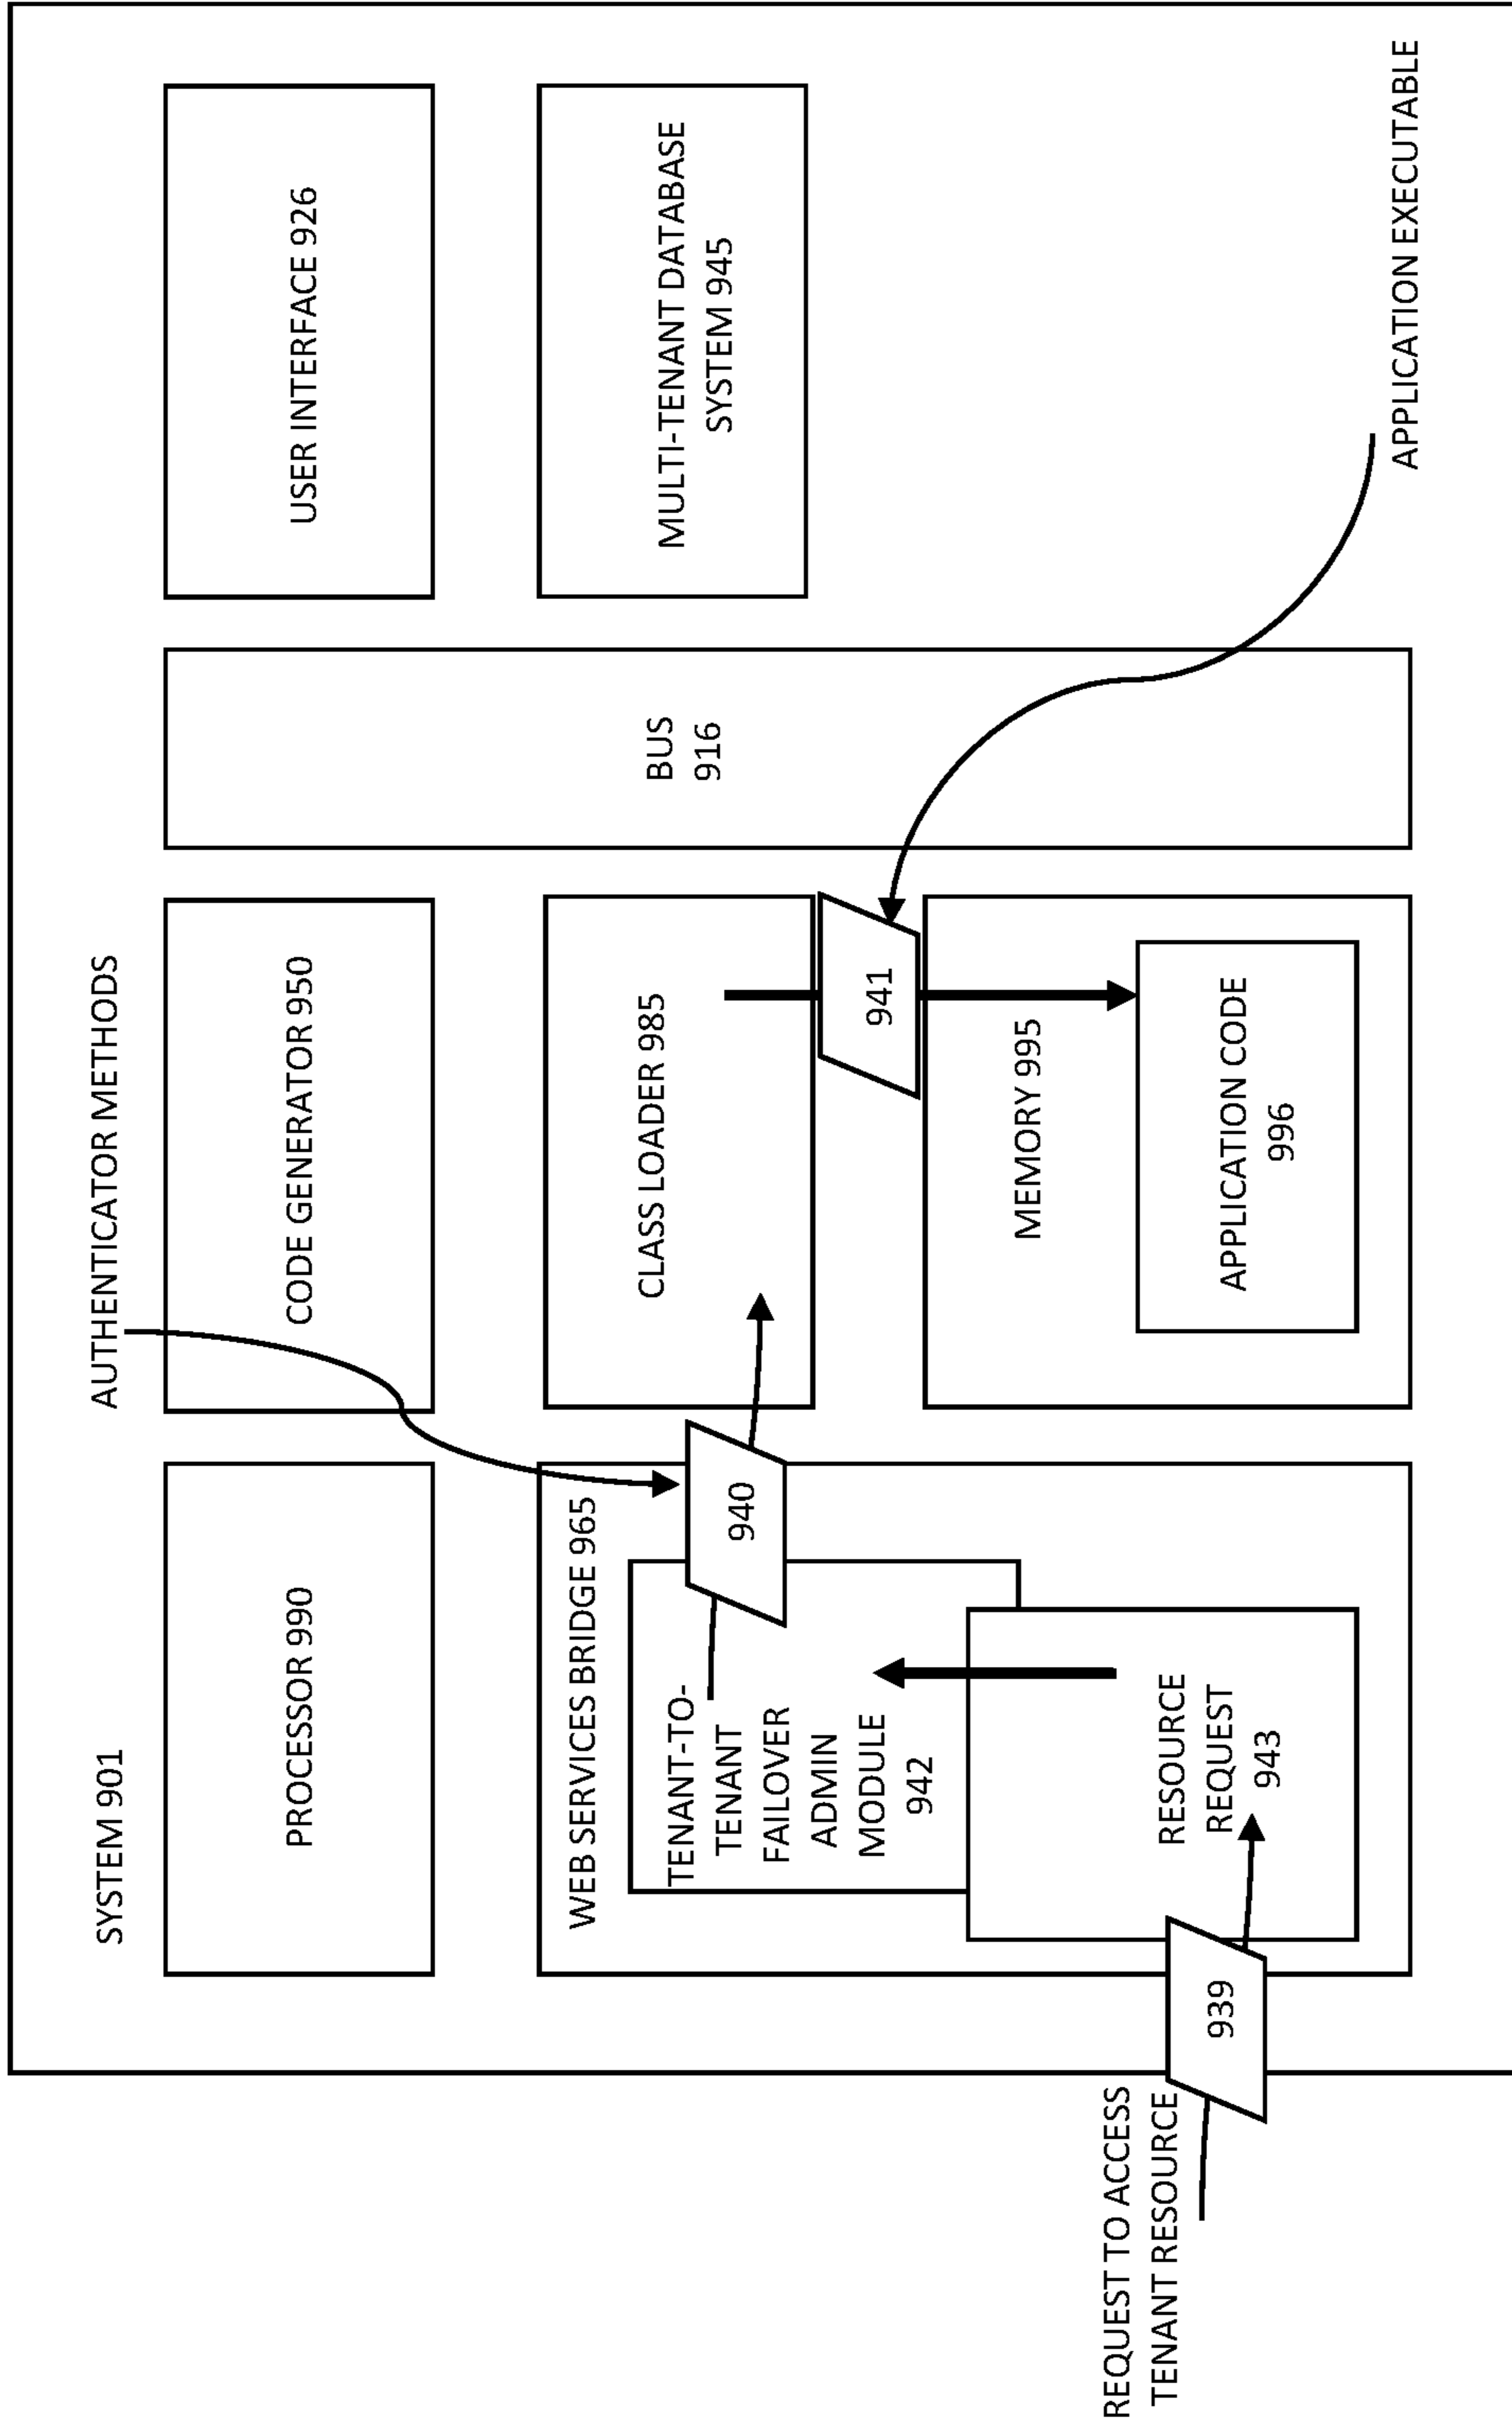 SYSTEM 901
AUTHENTICATOR METHODS
PROCESSOR 990
CODE GENERATOR 950
USER INTERFACE 926
WEB SERVICES BRIDGE 965
TENANT-TO-
TENANT
FAILOVER
ADMIN
MODULE
942
940
RESOURCE
REQUEST
943
939
REQUEST TO ACCESS
TENANT RESOURCE
CLASS LOADER 985
941
MEMORY 995
APPLICATION CODE
996
BUS
916
MULTI-TENANT DATABASE
SYSTEM 945
APPLICATION EXECUTABLE